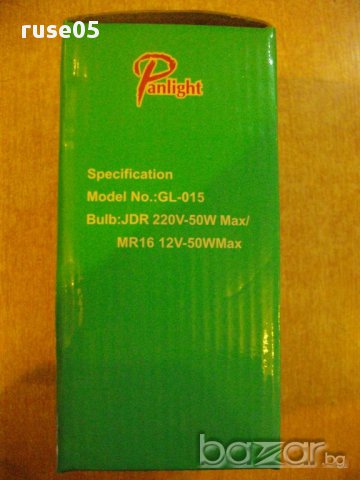 ruse05
Panlight
Specification
Model No.:GL-015
Bulb:JDR 220V-50W Max/
MR16 12V-50WMax
bazar.bg